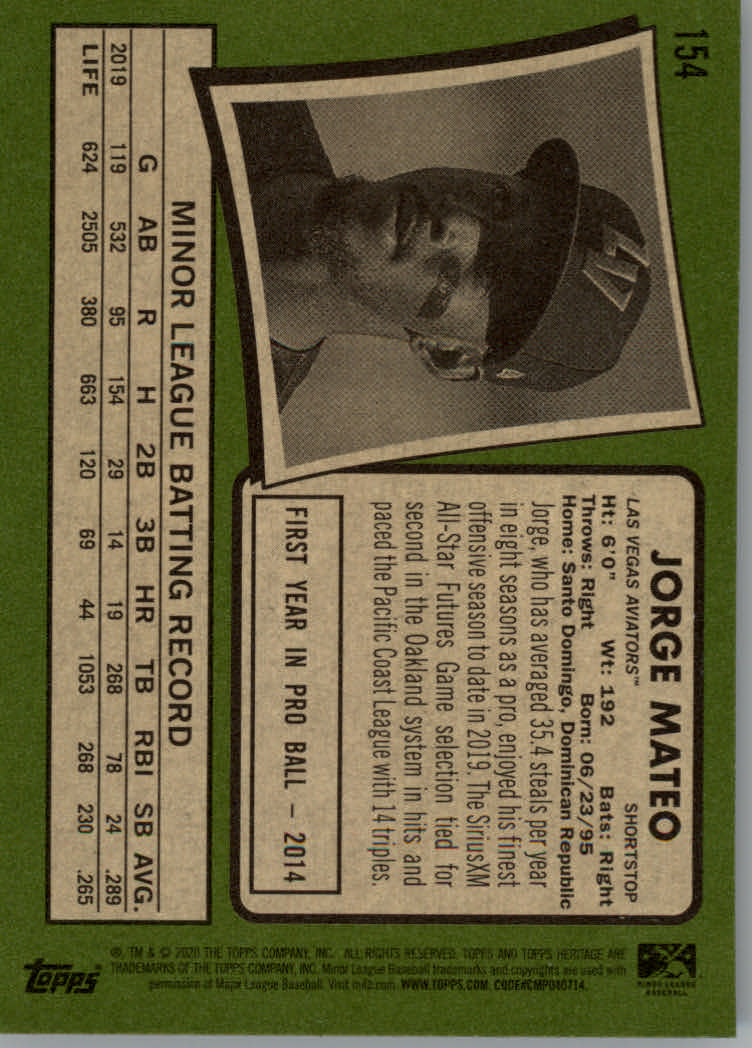 154
JORGE MATEO
LAS VEGAS AVIATORS™ SHORTSTOP
Ht: 6'0" Wt: 192 Bats: Right
Throws: Right Born: 06/23/95
Home: Santo Domingo, Dominican Republic
Jorge, who has averaged 35.4 steals per year
in eight seasons as a pro, enjoyed his finest
offensive season to date in 2019. The SiriusXM
All-Star Futures Game selection tied for
second in the Oakland system in hits and
paced the Pacific Coast League with 14 triples.
FIRST YEAR IN PRO BALL – 2014
MINOR LEAGUE BATTING RECORD
G AB R H 2B 3B HR TB RBI SB AVG.
2019 119 532 95 154 29 14 19 268 78 24 .289
LIFE 624 2505 380 663 120 69 44 1053 268 230 .265
MINOR LEAGUE
BASEBALL
®, TM & © 2020 THE TOPPS COMPANY, INC. ALL RIGHTS RESERVED. TOPPS AND TOPPS HERITAGE ARE
TRADEMARKS OF THE TOPPS COMPANY, INC. Minor League Baseball trademarks and copyrights are used with
permission of Major League Baseball. Visit milb.com. WWW.TOPPS.COM. CODE#CMP080714.
topps